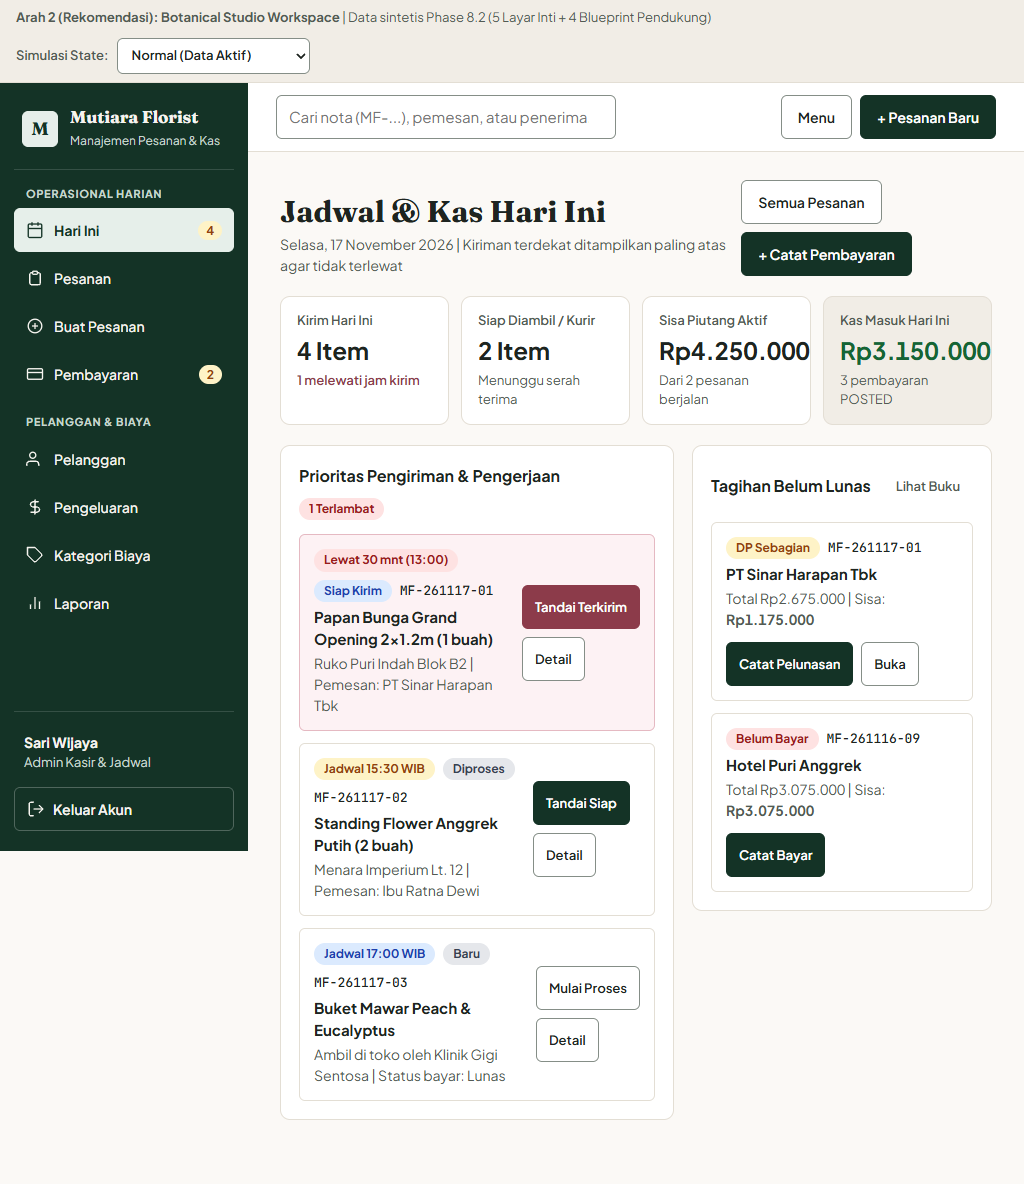 Arah 2 (Rekomendasi): Botanical Studio Workspace | Data sintetis Phase 8.2 (5 Layar Inti + 4 Blueprint Pendukung)
Simulasi State: Normal (Data Aktif)
M
Mutiara Florist
Manajemen Pesanan & Kas
OPERASIONAL HARIAN
Hari Ini 4
Pesanan
Buat Pesanan
Pembayaran 2
PELANGGAN & BIAYA
Pelanggan
Pengeluaran
Kategori Biaya
Laporan
Sari Wijaya
Admin Kasir & Jadwal
Keluar Akun
Cari nota (MF-...), pemesan, atau penerima
Menu
+ Pesanan Baru
Jadwal & Kas Hari Ini
Selasa, 17 November 2026 | Kiriman terdekat ditampilkan paling atas
agar tidak terlewat
Semua Pesanan
+ Catat Pembayaran
Kirim Hari Ini
4 Item
1 melewati jam kirim
Siap Diambil / Kurir
2 Item
Menunggu serah
terima
Sisa Piutang Aktif
Rp4.250.000
Dari 2 pesanan
berjalan
Kas Masuk Hari Ini
Rp3.150.000
3 pembayaran
POSTED
Prioritas Pengiriman & Pengerjaan
1 Terlambat
Lewat 30 mnt (13:00)
Siap Kirim MF-261117-01
Papan Bunga Grand
Opening 2×1.2m (1 buah)
Ruko Puri Indah Blok B2 |
Pemesan: PT Sinar Harapan
Tbk
Tandai Terkirim
Detail
Jadwal 15:30 WIB Diproses
MF-261117-02
Standing Flower Anggrek
Putih (2 buah)
Menara Imperium Lt. 12 |
Pemesan: Ibu Ratna Dewi
Tandai Siap
Detail
Jadwal 17:00 WIB Baru
MF-261117-03
Buket Mawar Peach &
Eucalyptus
Ambil di toko oleh Klinik Gigi
Sentosa | Status bayar: Lunas
Mulai Proses
Detail
Tagihan Belum Lunas
Lihat Buku
DP Sebagian MF-261117-01
PT Sinar Harapan Tbk
Total Rp2.675.000 | Sisa:
Rp1.175.000
Catat Pelunasan
Buka
Belum Bayar MF-261116-09
Hotel Puri Anggrek
Total Rp3.075.000 | Sisa:
Rp3.075.000
Catat Bayar